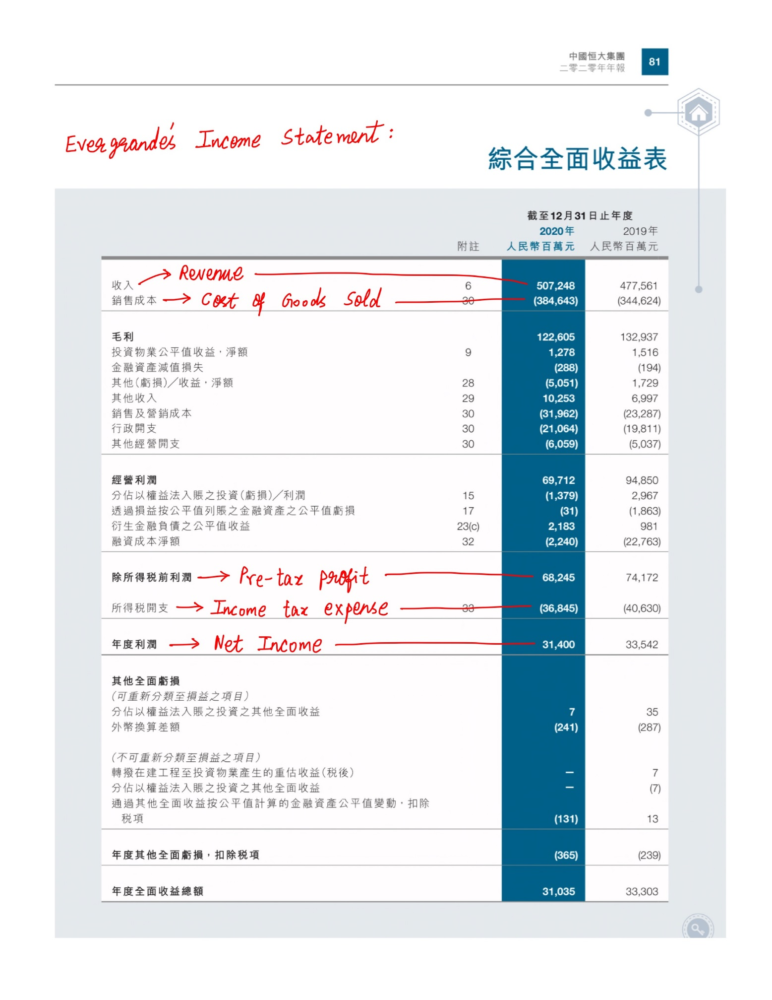 中國恒大集團
二零二零年年報
81
Evergrande's Income Statement:
綜合全面收益表
截至12月31日止年度
2020年 2019年
附註 人民幣百萬元 人民幣百萬元
收入 → Revenue 6 507,248 477,561
銷售成本 → Cost of Goods Sold 30 (384,643) (344,624)
毛利 122,605 132,937
投資物業公平值收益，淨額 9 1,278 1,516
金融資產減值損失 (288) (194)
其他(虧損)／收益，淨額 28 (5,051) 1,729
其他收入 29 10,253 6,997
銷售及營銷成本 30 (31,962) (23,287)
行政開支 30 (21,064) (19,811)
其他經營開支 30 (6,059) (5,037)
經營利潤 69,712 94,850
分佔以權益法入賬之投資(虧損)／利潤 15 (1,379) 2,967
透過損益按公平值列賬之金融資產之公平值虧損 17 (31) (1,863)
衍生金融負債之公平值收益 23(c) 2,183 981
融資成本淨額 32 (2,240) (22,763)
除所得稅前利潤 → Pre-tax profit 68,245 74,172
所得稅開支 → Income tax expense 33 (36,845) (40,630)
年度利潤 → Net Income 31,400 33,542
其他全面虧損
(可重新分類至損益之項目)
分佔以權益法入賬之投資之其他全面收益 7 35
外幣換算差額 (241) (287)
(不可重新分類至損益之項目)
轉撥在建工程至投資物業產生的重估收益(稅後) — 7
分佔以權益法入賬之投資之其他全面收益 — (7)
通過其他全面收益按公平值計算的金融資產公平值變動，扣除
稅項 (131) 13
年度其他全面虧損，扣除稅項 (365) (239)
年度全面收益總額 31,035 33,303